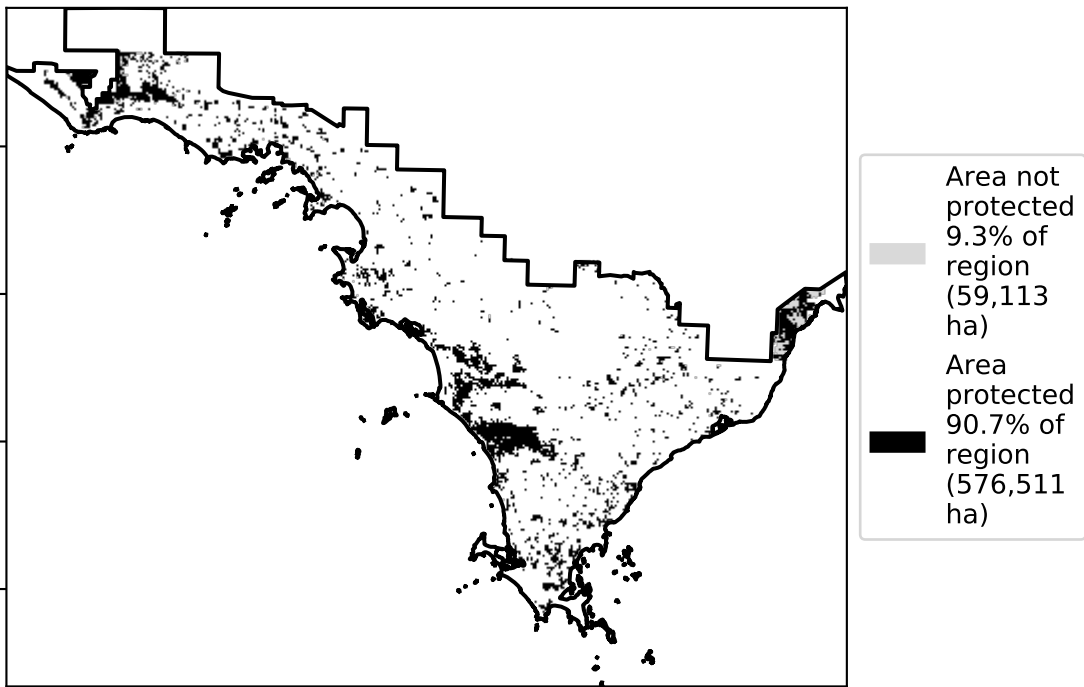 Area not
protected
9.3% of
region
(59,113
ha)
Area
protected
90.7% of
region
(576,511
ha)